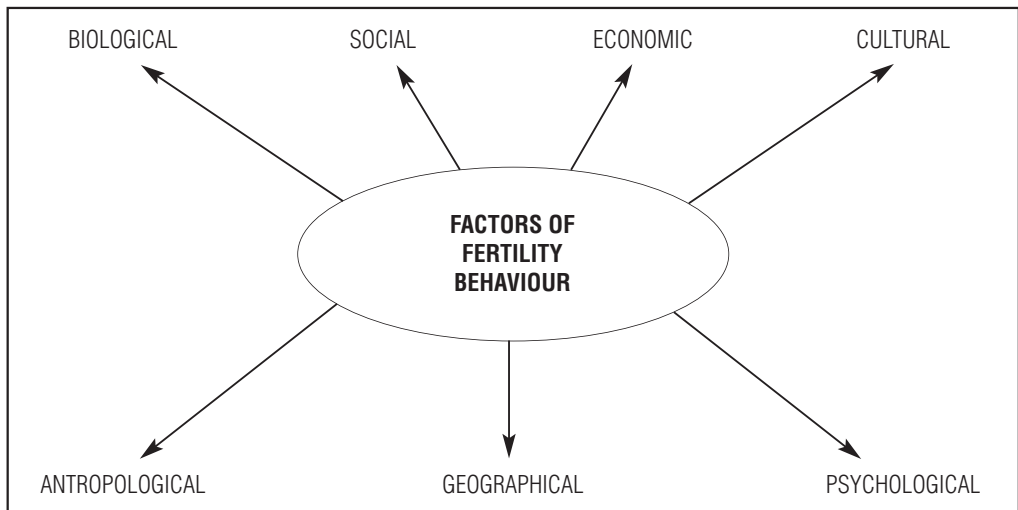 BIOLOGICAL SOCIAL ECONOMIC CULTURAL
FACTORS OF
FERTILITY
BEHAVIOUR
ANTROPOLOGICAL GEOGRAPHICAL PSYCHOLOGICAL